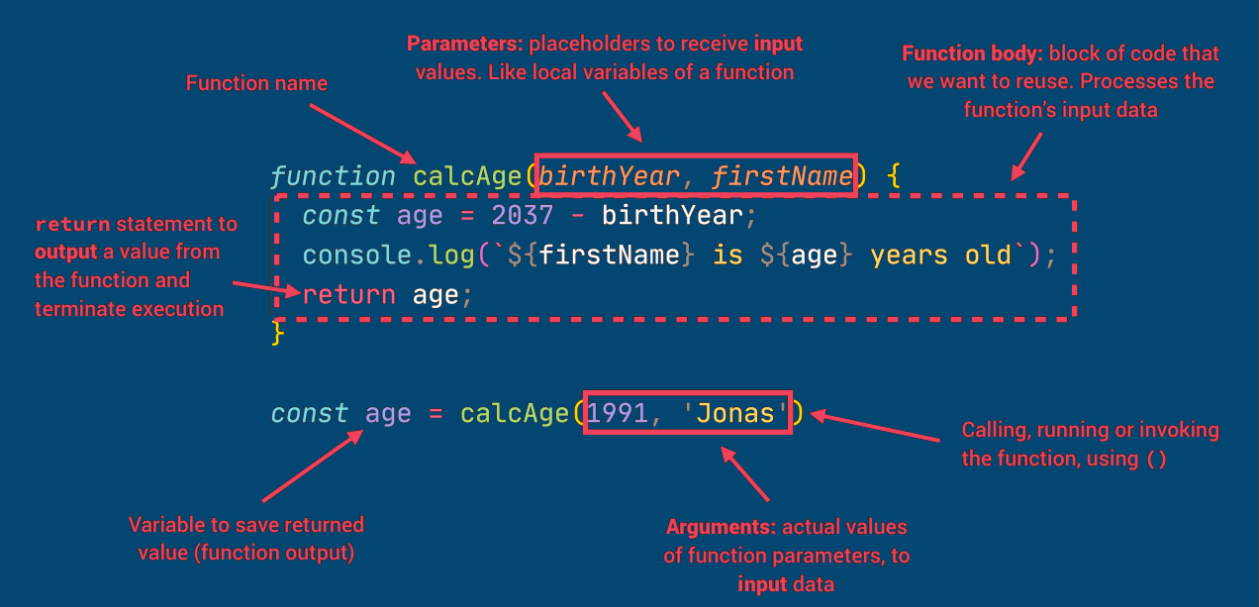 Function name
Parameters: placeholders to receive input
values. Like local variables of a function
Function body: block of code that
we want to reuse. Processes the
function's input data
function calcAge(birthYear, firstName) {
const age = 2037 - birthYear;
console.log(`${firstName} is ${age} years old`);
return age;
}
return statement to
output a value from
the function and
terminate execution
const age = calcAge(1991, 'Jonas')
Calling, running or invoking
the function, using ()
Variable to save returned
value (function output)
Arguments: actual values
of function parameters, to
input data